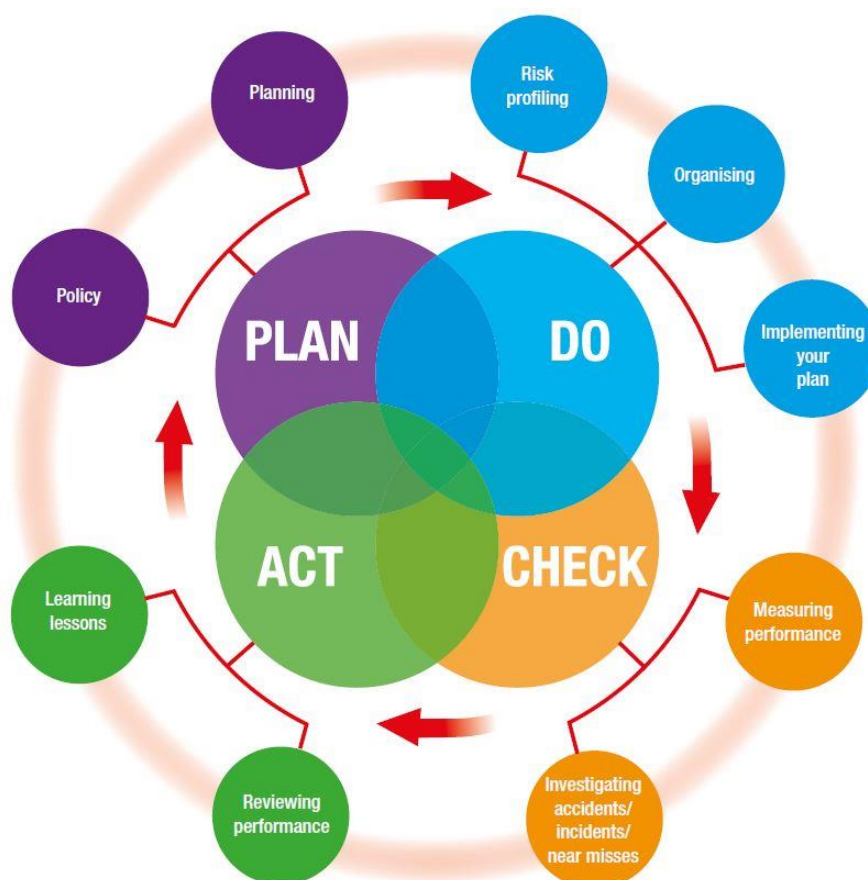 Planning
Policy
Risk
profiling
Organising
Implementing
your
plan
PLAN
DO
ACT
CHECK
Learning
lessons
Reviewing
performance
Measuring
performance
Investigating
accidents/
incidents/
near misses